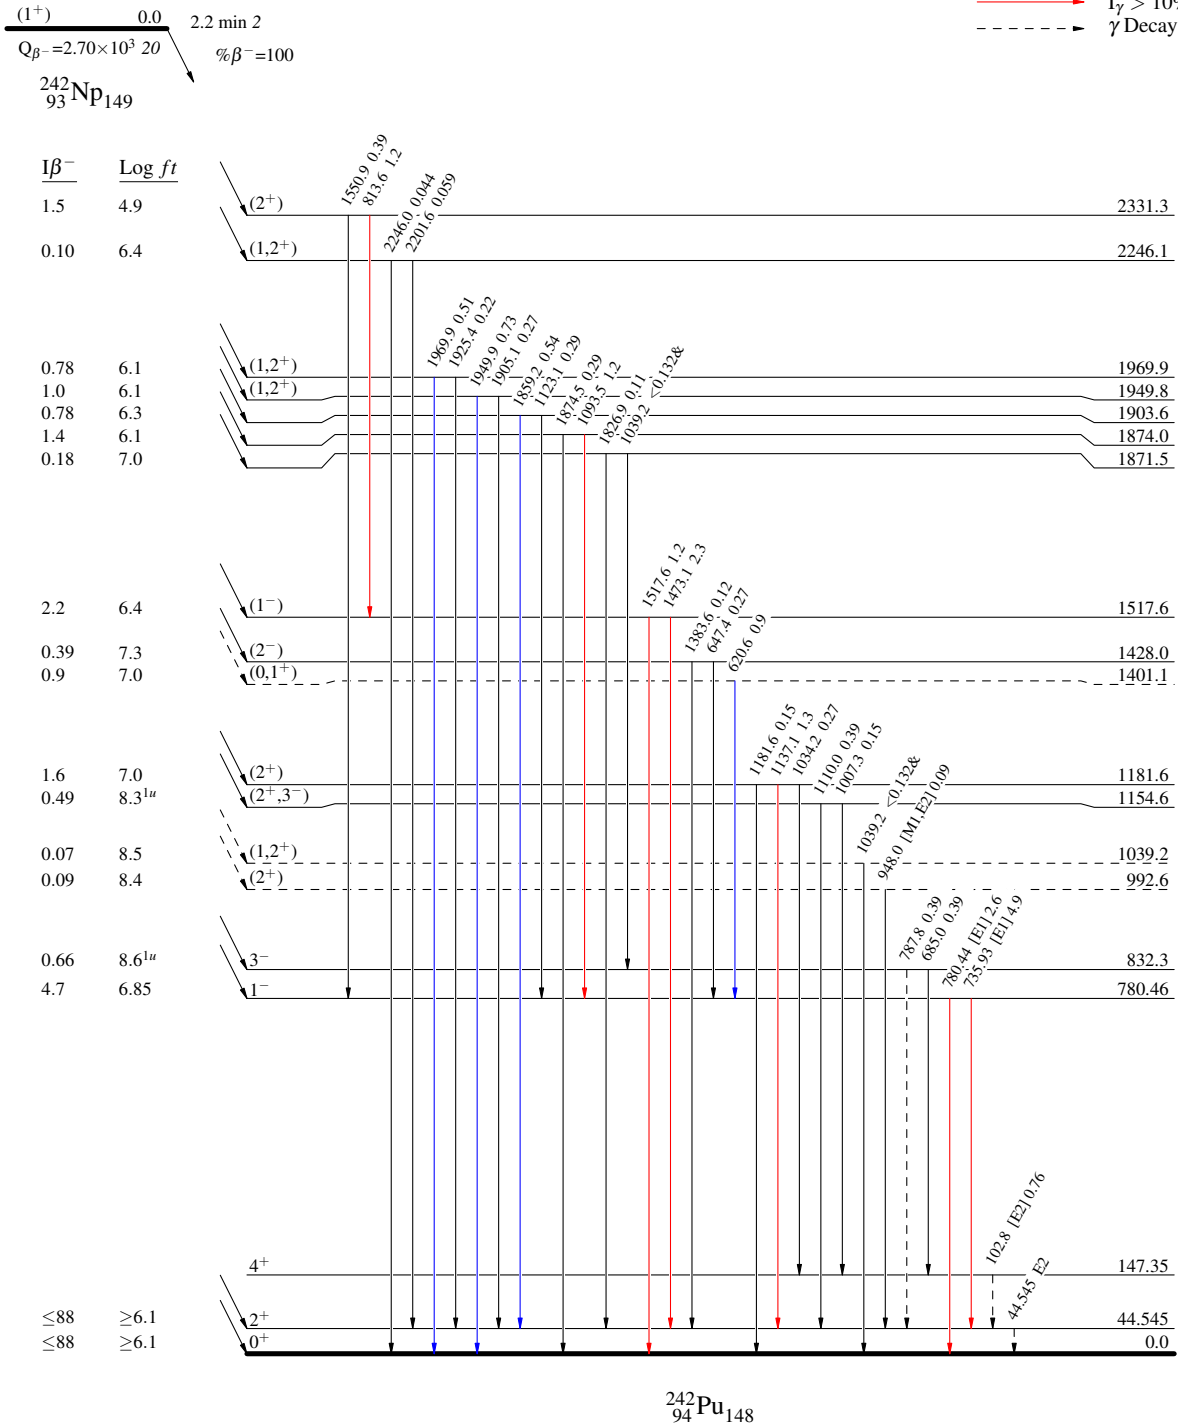 (1⁺) 0.0 2.2 min 2
I_γ > 10%
γ Decay
Q_β⁻=2.70×10³ 20 %β⁻=100
²⁴²₉₃Np₁₄₉
Iβ⁻ Log ft
1550.9 0.39
813.6 1.2
1.5 4.9 (2⁺) 2331.3
2246.0 0.044
2201.6 0.059
0.10 6.4 (1,2⁺) 2246.1
1969.9 0.51
1925.4 0.22
1949.9 0.73
1905.1 0.27
1859.2 0.54
1123.1 0.29
1874.5 0.29
1093.5 1.2
1826.9 0.11
1039.2 <0.132&
0.78 6.1 (1,2⁺) 1969.9
1.0 6.1 (1,2⁺) 1949.8
0.78 6.3 1903.6
1.4 6.1 1874.0
0.18 7.0 1871.5
1517.6 1.2
1473.1 2.3
2.2 6.4 (1⁻) 1517.6
1383.6 0.12
647.4 0.27
620.6 0.9
0.39 7.3 (2⁻) 1428.0
0.9 7.0 (0,1⁺) 1401.1
1181.6 0.15
1137.1 1.3
1034.2 0.27
1110.0 0.39
1007.3 0.15
1.6 7.0 (2⁺) 1181.6
0.49 8.3¹ᵘ (2⁺,3⁻) 1154.6
1039.2 <0.132&
948.0 [M1,E2] 0.09
0.07 8.5 (1,2⁺) 1039.2
0.09 8.4 (2⁺) 992.6
787.8 0.39
685.0 0.39
780.44 [E1] 2.6
735.93 [E1] 4.9
0.66 8.6¹ᵘ 3⁻ 832.3
4.7 6.85 1⁻ 780.46
102.8 [E2] 0.76
4⁺ 147.35
44.545 E2
≤88 ≥6.1 2⁺ 44.545
≤88 ≥6.1 0⁺ 0.0
²⁴²₉₄Pu₁₄₈